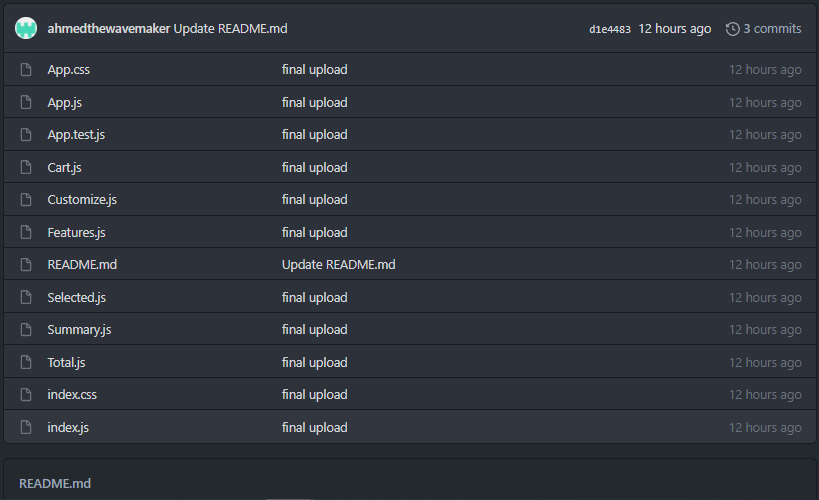 ahmedthewavemaker Update README.md d1e4483 12 hours ago 3 commits
App.css final upload 12 hours ago
App.js final upload 12 hours ago
App.test.js final upload 12 hours ago
Cart.js final upload 12 hours ago
Customize.js final upload 12 hours ago
Features.js final upload 12 hours ago
README.md Update README.md 12 hours ago
Selected.js final upload 12 hours ago
Summary.js final upload 12 hours ago
Total.js final upload 12 hours ago
index.css final upload 12 hours ago
index.js final upload 12 hours ago
README.md